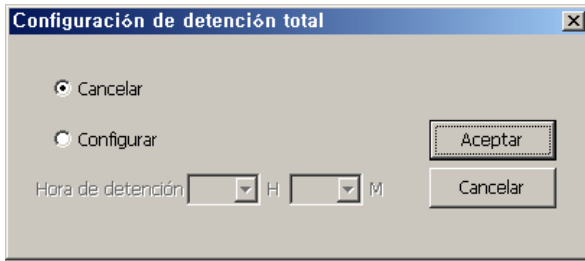 Configuración de detención total
Cancelar
Configurar
Aceptar
Hora de detención H M
Cancelar